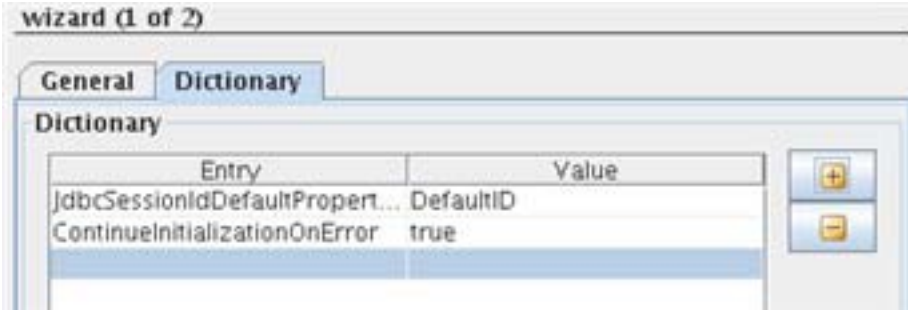 wizard (1 of 2)
General Dictionary
Dictionary
Entry Value
JdbcSessionIdDefaultPropert... DefaultID
ContinueInitializationOnError true